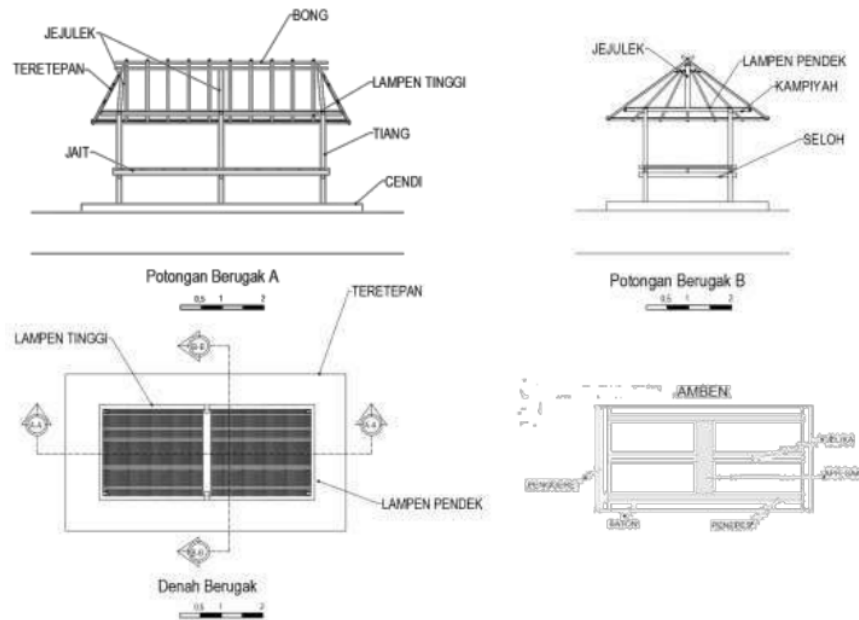 BONG
JEJULEK
TERETEPAN
LAMPEN TINGGI
TIANG
JAIT
CENDI
Potongan Berugak A
0,5 1 2
JEJULEK
LAMPEN PENDEK
KAMPIYAH
SELOH
Potongan Berugak B
0,5 1 2
TERETEPAN
LAMPEN TINGGI
B-B
A-A
A-A
LAMPEN PENDEK
B-B
Denah Berugak
0,5 1 2
AMBEN